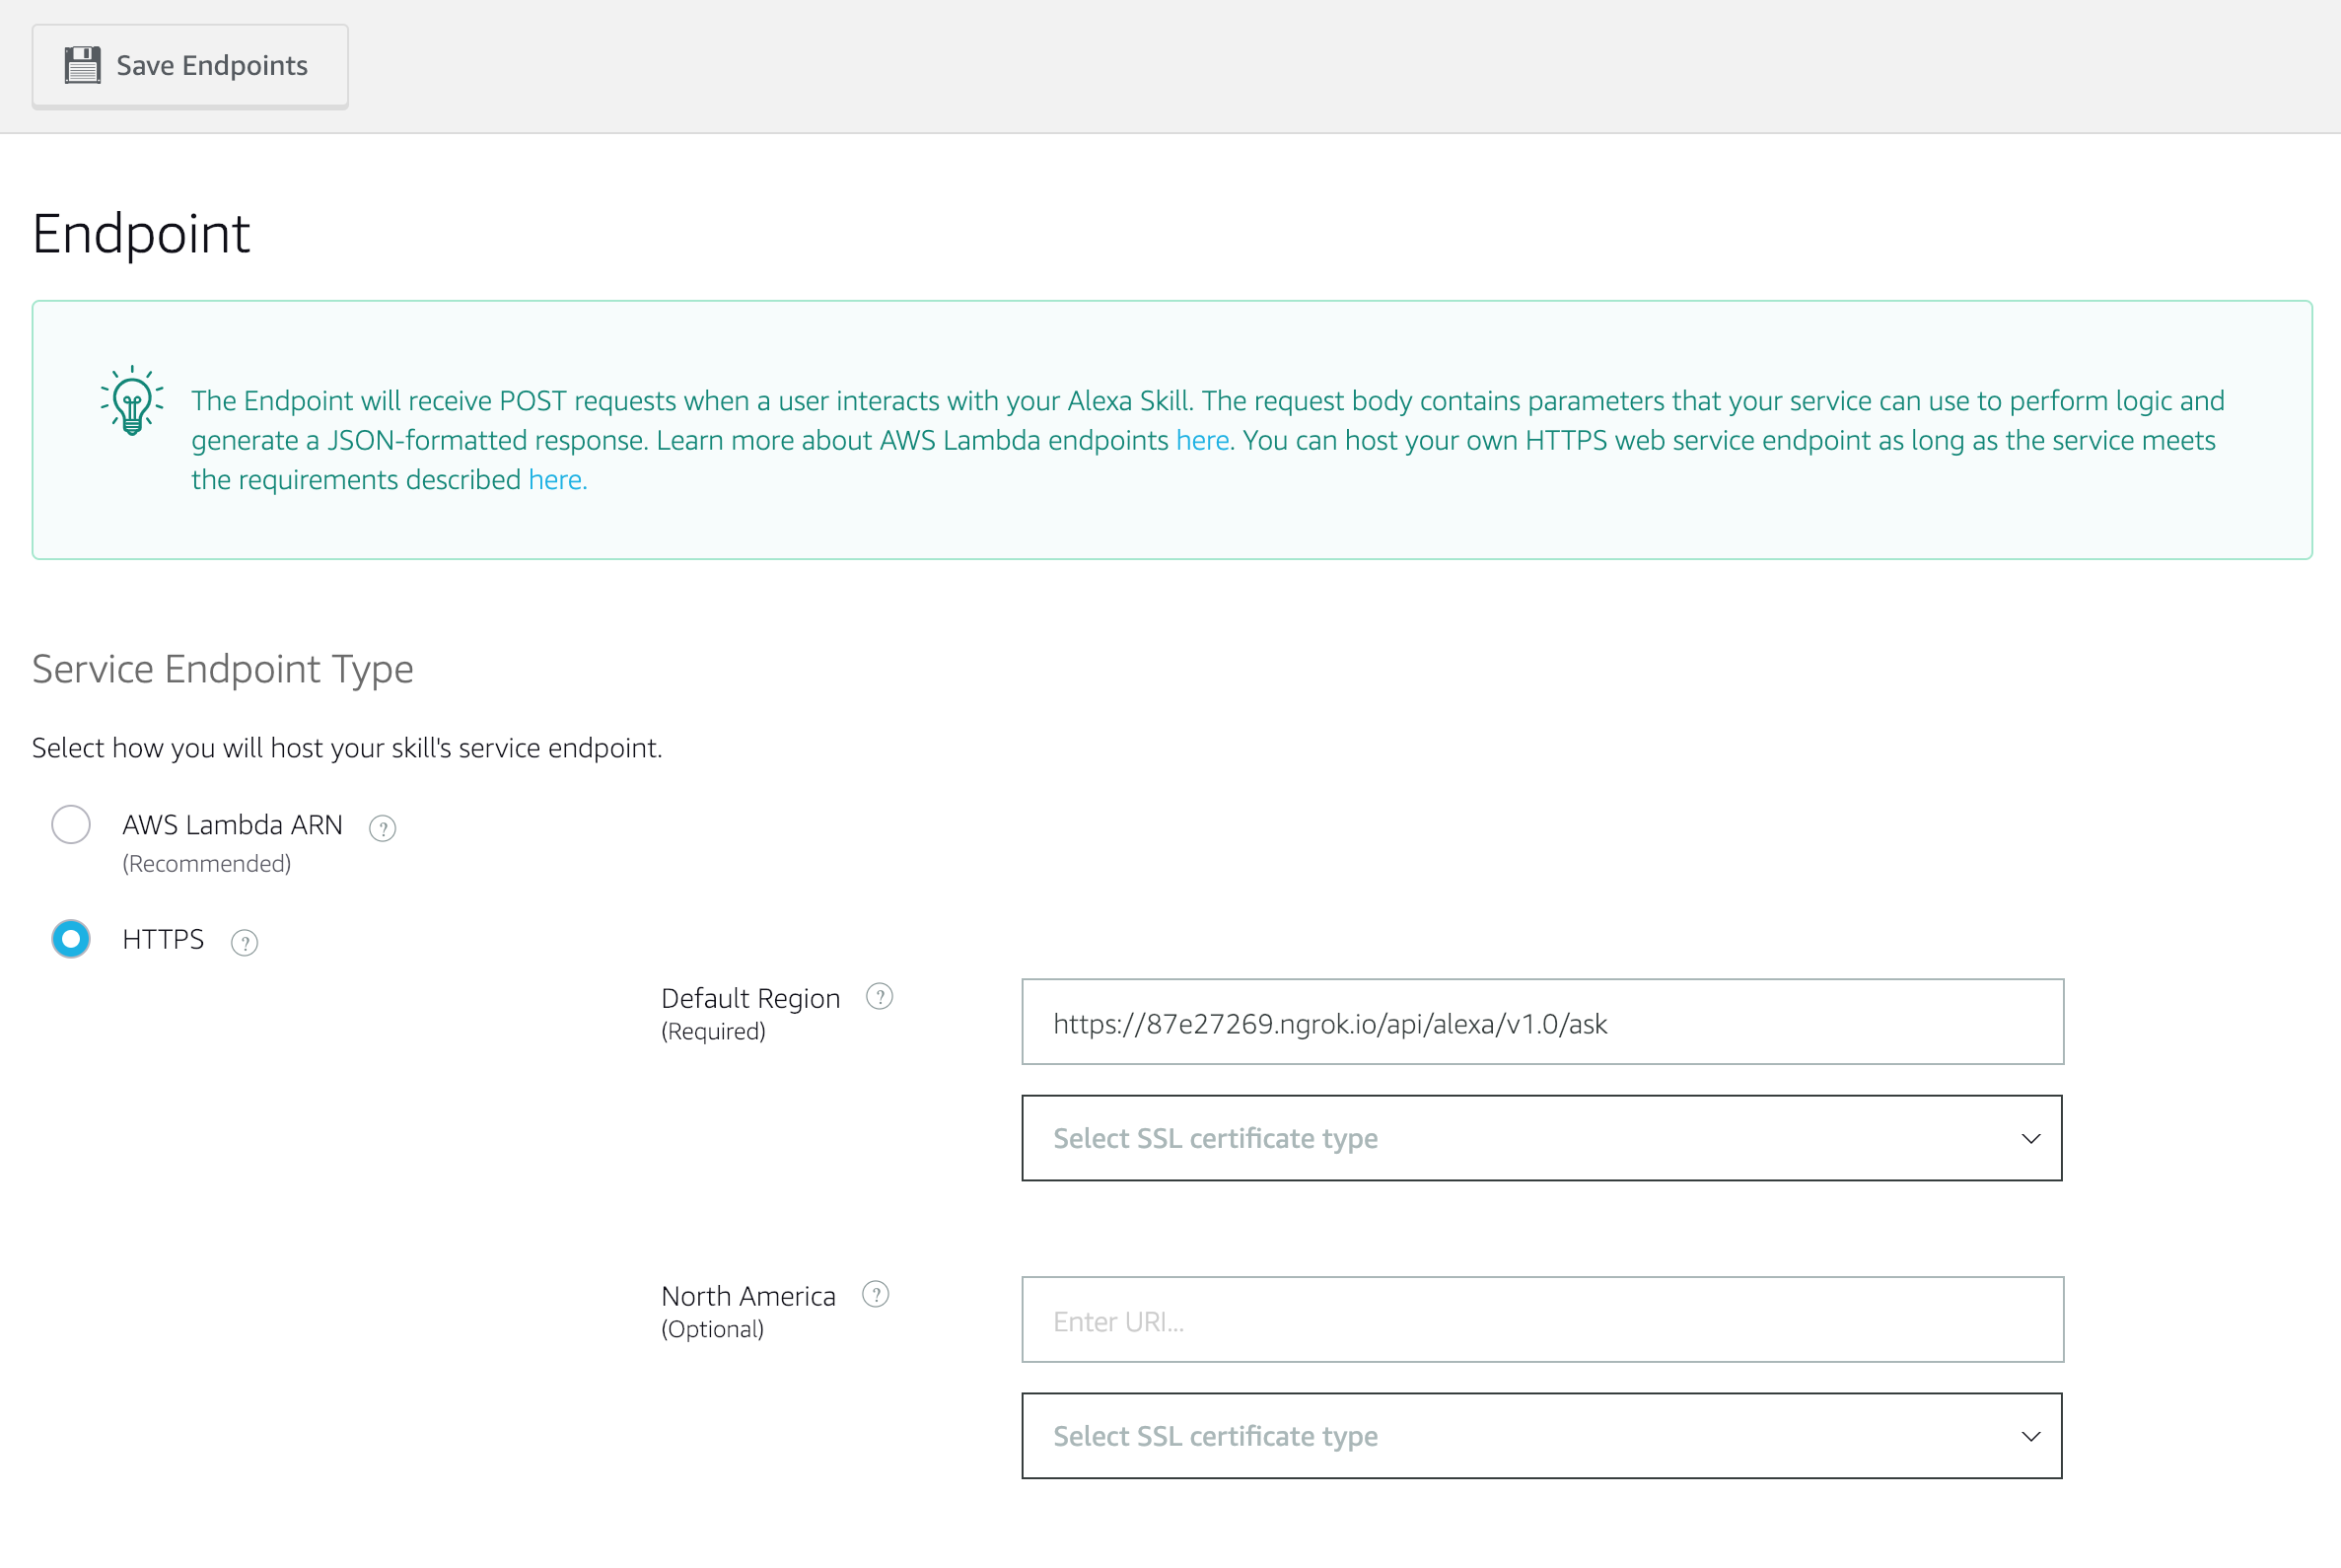 Save Endpoints
Endpoint
The Endpoint will receive POST requests when a user interacts with your Alexa Skill. The request body contains parameters that your service can use to perform logic and
generate a JSON-formatted response. Learn more about AWS Lambda endpoints here. You can host your own HTTPS web service endpoint as long as the service meets
the requirements described here.
Service Endpoint Type
Select how you will host your skill's service endpoint.
AWS Lambda ARN ?
(Recommended)
HTTPS ?
Default Region ?
(Required)
https://87e27269.ngrok.io/api/alexa/v1.0/ask
Select SSL certificate type
North America ?
(Optional)
Enter URI...
Select SSL certificate type